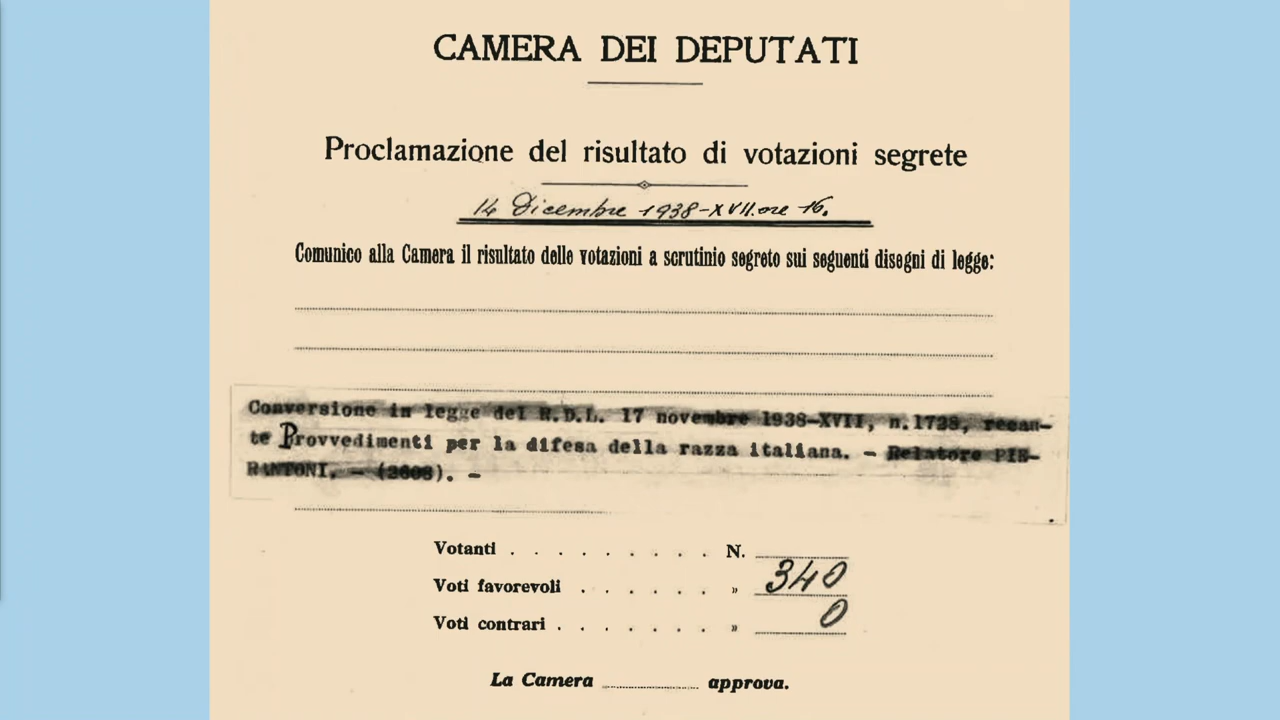 CAMERA DEI DEPUTATI
Proclamazione del risultato di votazioni segrete
14 Dicembre 1938-XVII. ore 16.
Comunico alla Camera il risultato delle votazioni a scrutinio segreto sui seguenti disegni di legge:
Conversione in legge del R.D.L. 17 novembre 1938-XVII, n.1728, recan-
te Provvedimenti per la difesa della razza italiana. - Relatore PIE-
RANTONI. - (2608). -
Votanti . . . . . . . . . N.
Voti favorevoli . . . . . . » 340
Voti contrari . . . . . . . » 0
La Camera ............ approva.